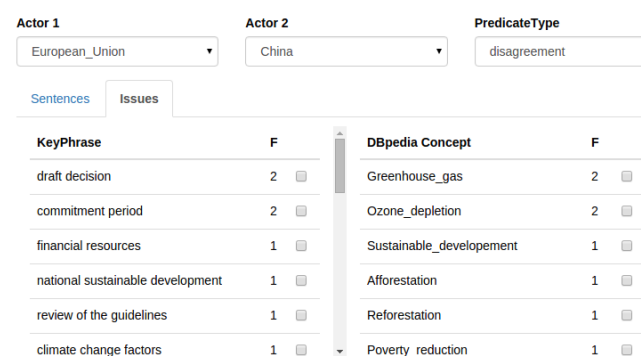 Actor 1 Actor 2 PredicateType
European_Union China disagreement
Sentences Issues
KeyPhrase F DBpedia Concept F
draft decision 2 Greenhouse_gas 2
commitment period 2 Ozone_depletion 2
financial resources 1 Sustainable_developement 1
national sustainable development 1 Afforestation 1
review of the guidelines 1 Reforestation 1
climate change factors 1 Poverty_reduction 1